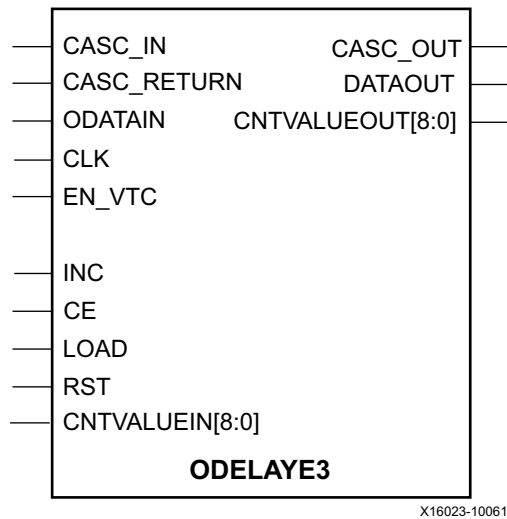 CASC_IN CASC_OUT
CASC_RETURN DATAOUT
ODATAIN CNTVALUEOUT[8:0]
CLK
EN_VTC
INC
CE
LOAD
RST
CNTVALUEIN[8:0]
ODELAYE3
X16023-10061